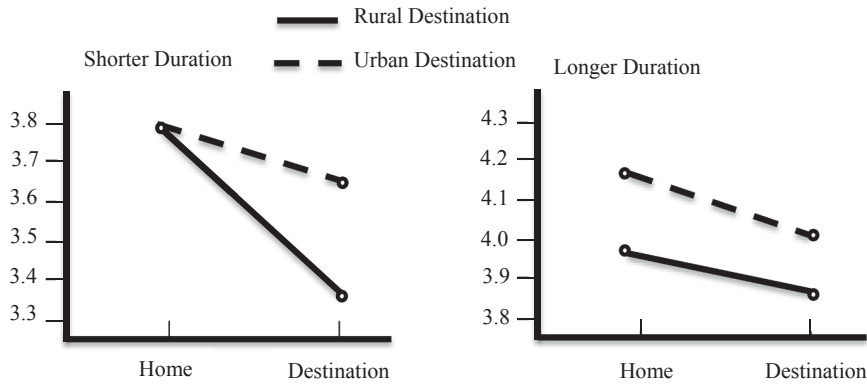 Rural Destination
Urban Destination
Shorter Duration
3.8
3.7
3.6
3.5
3.4
3.3
Home
Destination
Longer Duration
4.3
4.2
4.1
4.0
3.9
3.8
Home
Destination